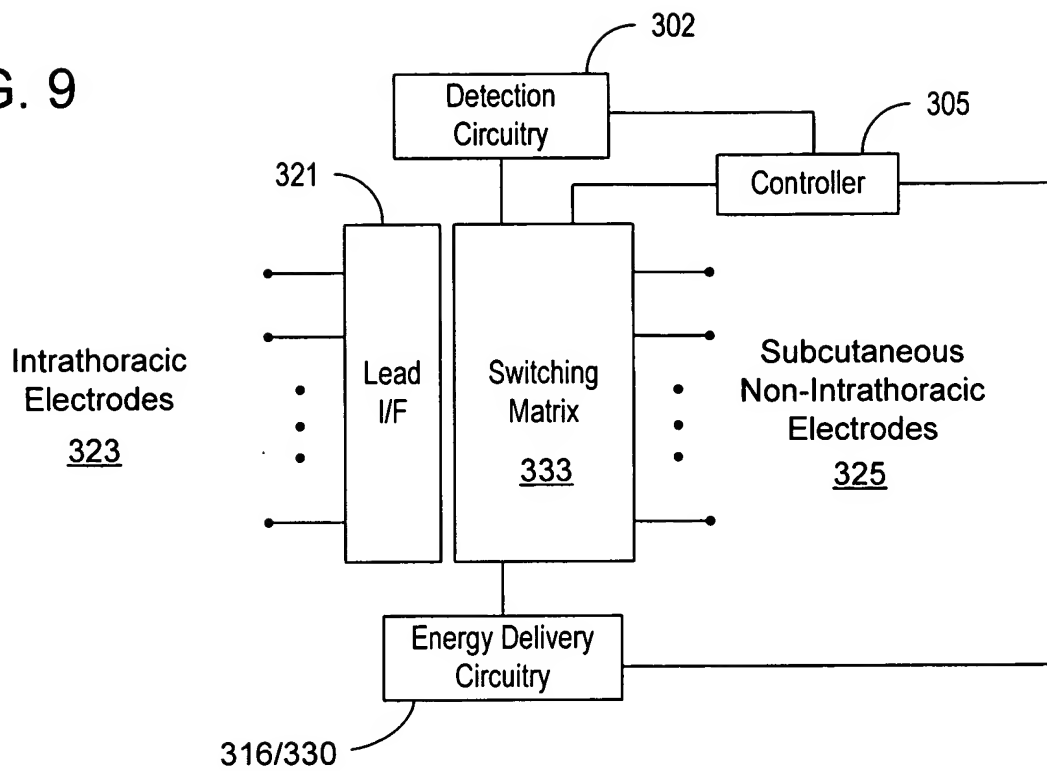 G. 9
302
Detection
Circuitry
305
321
Controller
Intrathoracic
Electrodes
323
Lead
I/F
Switching
Matrix
333
Subcutaneous
Non-Intrathoracic
Electrodes
325
Energy Delivery
Circuitry
316/330